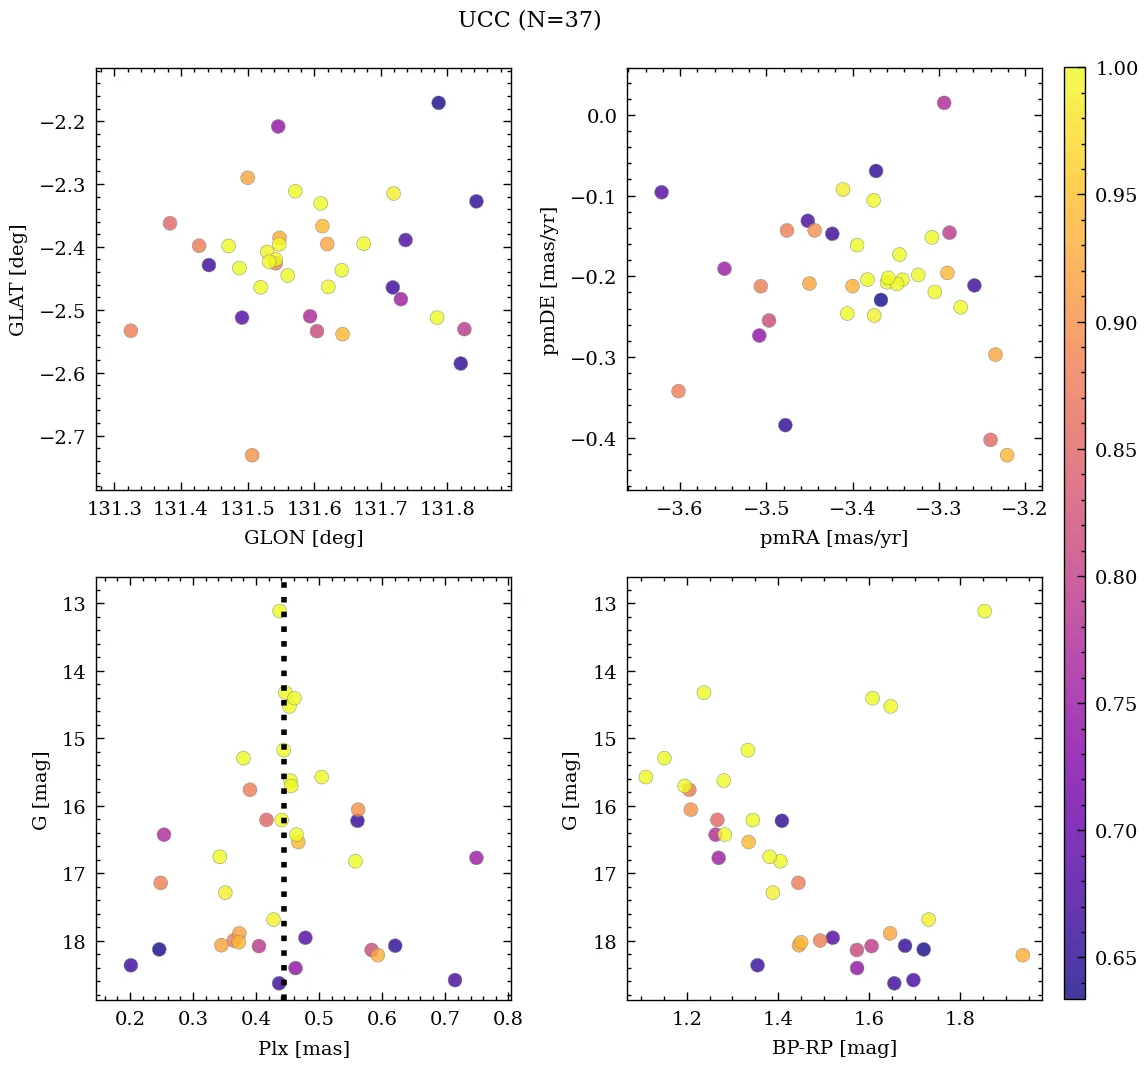 UCC (N=37)
−2.2
−2.3
−2.4
−2.5
−2.6
−2.7
GLAT [deg]
131.3 131.4 131.5 131.6 131.7 131.8
GLON [deg]
0.0
−0.1
−0.2
−0.3
−0.4
pmDE [mas/yr]
−3.6 −3.5 −3.4 −3.3 −3.2
pmRA [mas/yr]
13
14
15
16
17
18
G [mag]
0.2 0.3 0.4 0.5 0.6 0.7 0.8
Plx [mas]
13
14
15
16
17
18
G [mag]
1.2 1.4 1.6 1.8
BP-RP [mag]
1.00
0.95
0.90
0.85
0.80
0.75
0.70
0.65